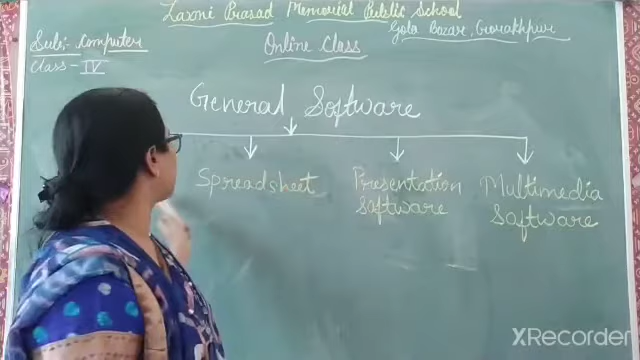 Laxmi Prasad Memorial Public School
Gola Bazar, Gorakhpur
Sub:- Computer
Online Class
Class - IV
General Software
Spreadsheet
Presentation Software
Multimedia Software
XRecorder